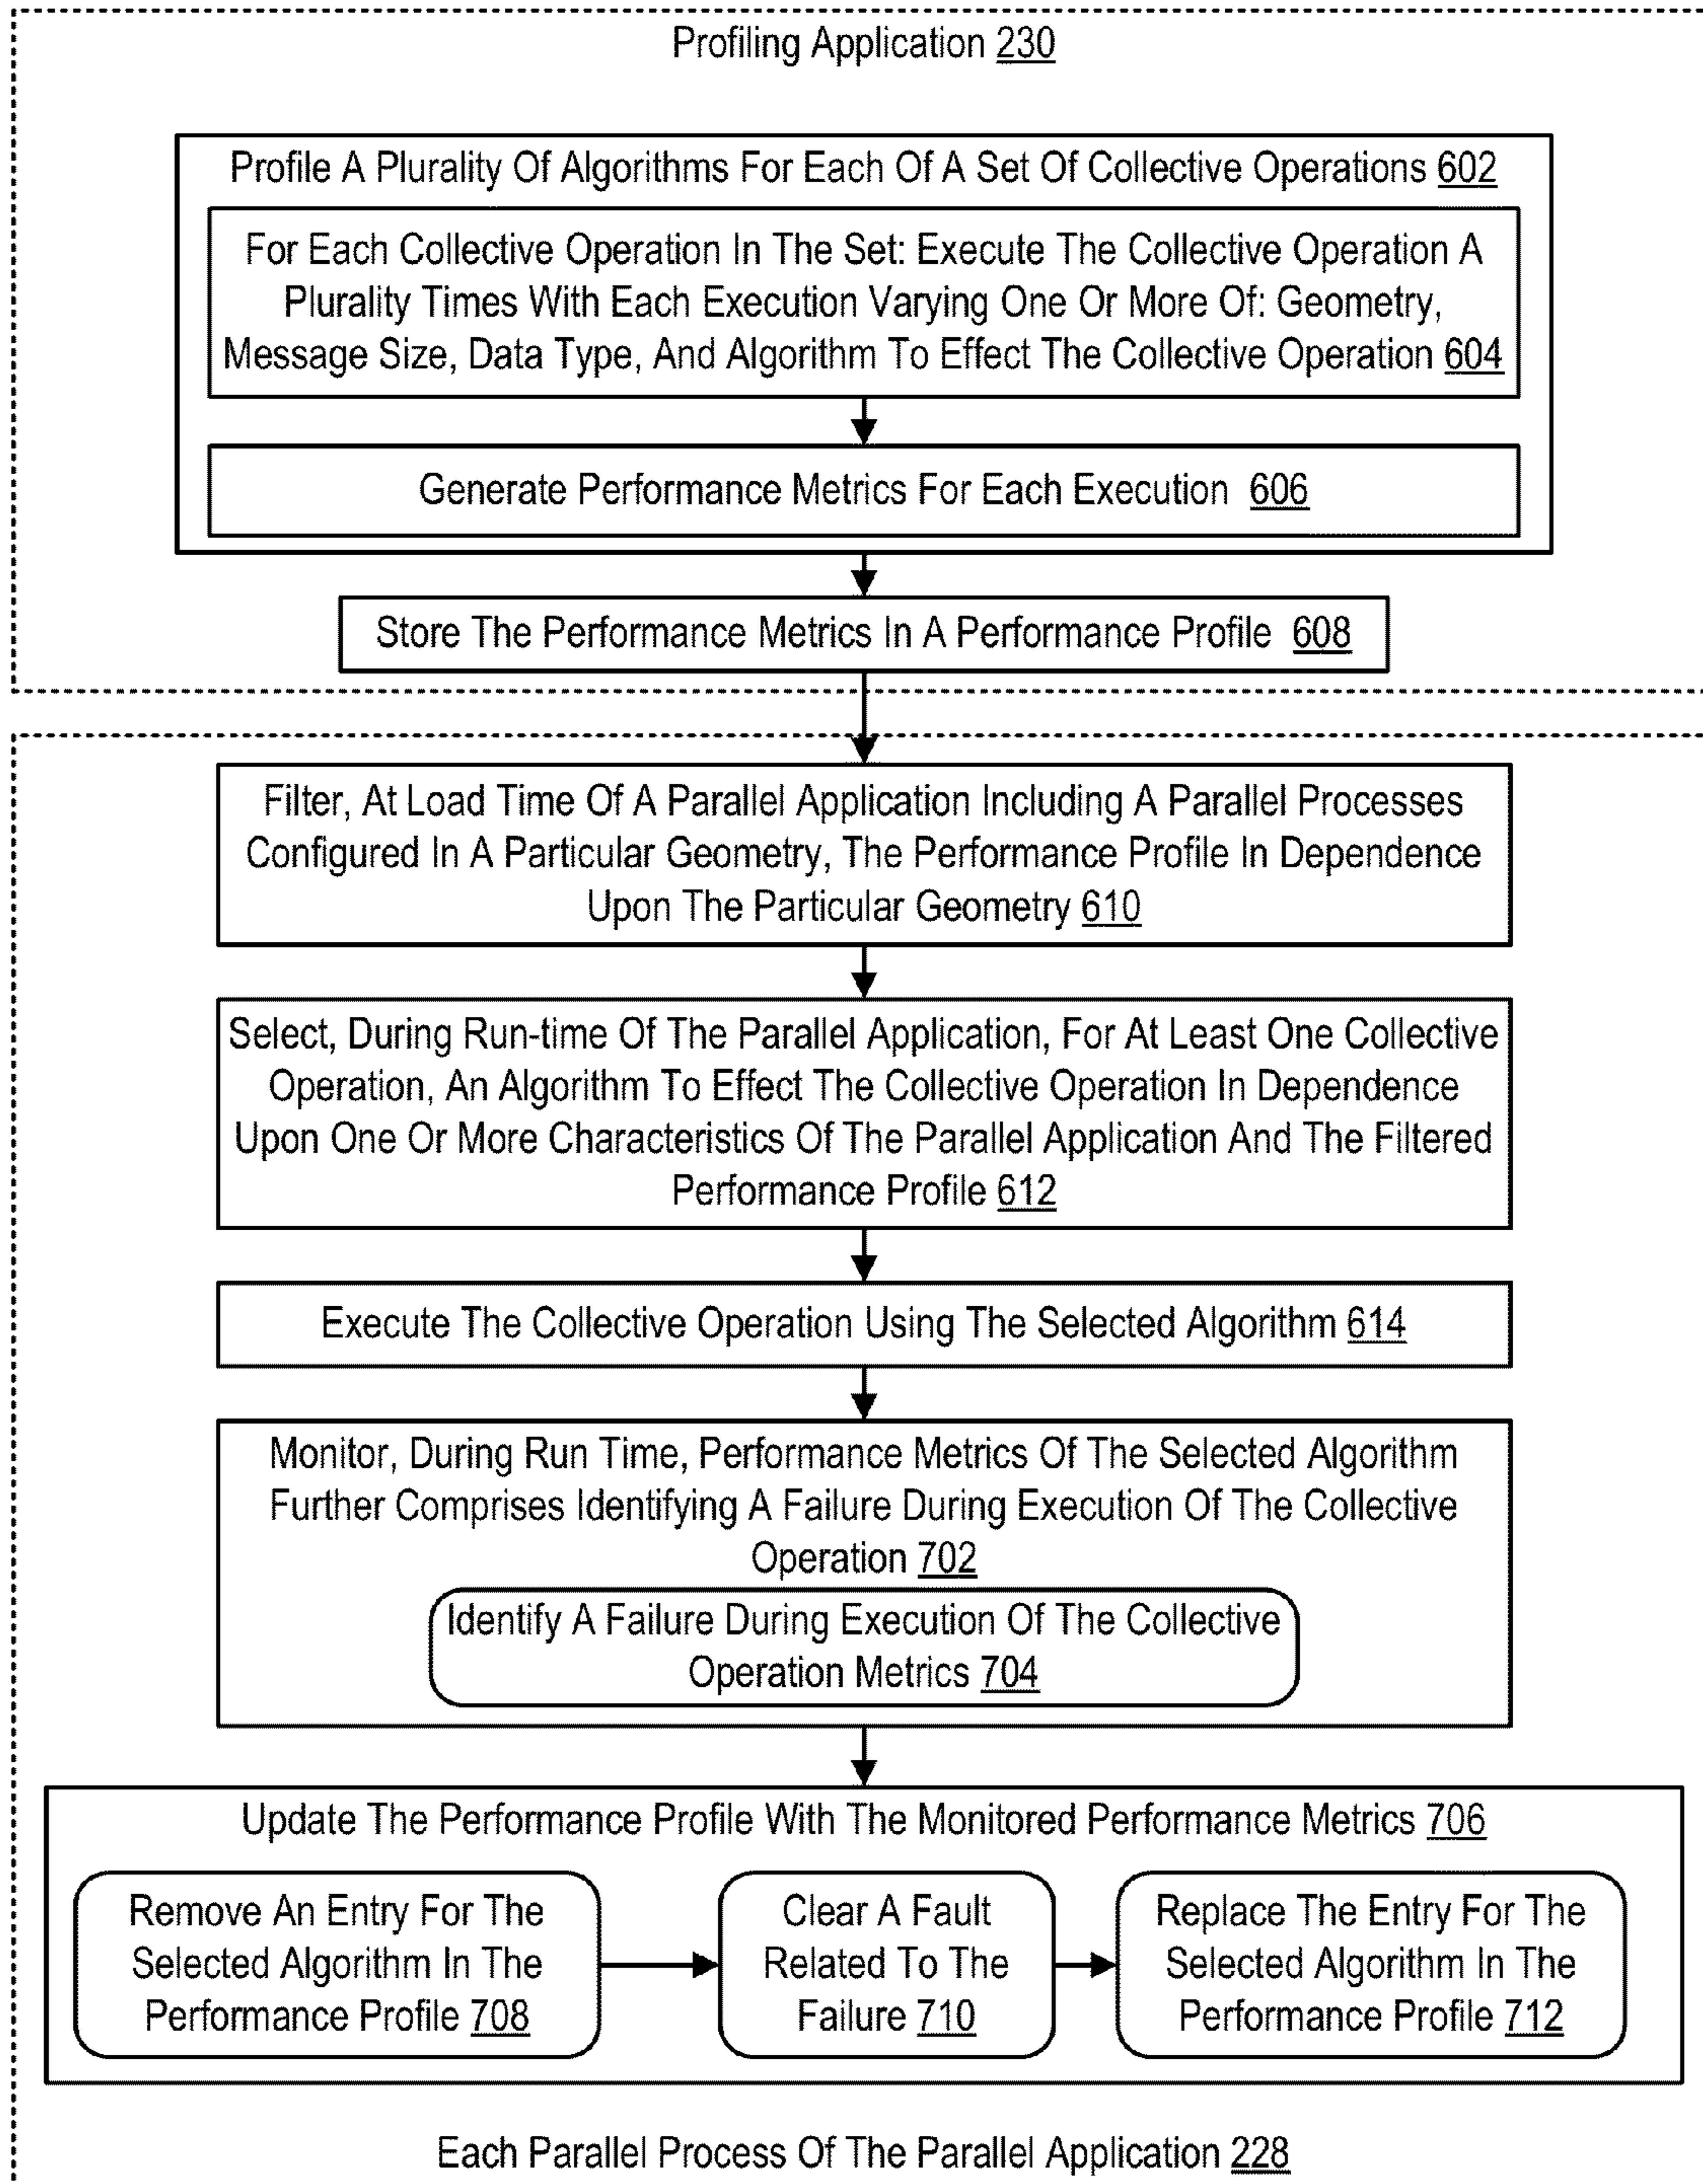 Profiling Application 230
Profile A Plurality Of Algorithms For Each Of A Set Of Collective Operations 602
For Each Collective Operation In The Set: Execute The Collective Operation A
Plurality Times With Each Execution Varying One Or More Of: Geometry,
Message Size, Data Type, And Algorithm To Effect The Collective Operation 604
Generate Performance Metrics For Each Execution 606
Store The Performance Metrics In A Performance Profile 608
Filter, At Load Time Of A Parallel Application Including A Parallel Processes
Configured In A Particular Geometry, The Performance Profile In Dependence
Upon The Particular Geometry 610
Select, During Run-time Of The Parallel Application, For At Least One Collective
Operation, An Algorithm To Effect The Collective Operation In Dependence
Upon One Or More Characteristics Of The Parallel Application And The Filtered
Performance Profile 612
Execute The Collective Operation Using The Selected Algorithm 614
Monitor, During Run Time, Performance Metrics Of The Selected Algorithm
Further Comprises Identifying A Failure During Execution Of The Collective
Operation 702
Identify A Failure During Execution Of The Collective
Operation Metrics 704
Update The Performance Profile With The Monitored Performance Metrics 706
Remove An Entry For The
Selected Algorithm In The
Performance Profile 708
Clear A Fault
Related To The
Failure 710
Replace The Entry For The
Selected Algorithm In The
Performance Profile 712
Each Parallel Process Of The Parallel Application 228